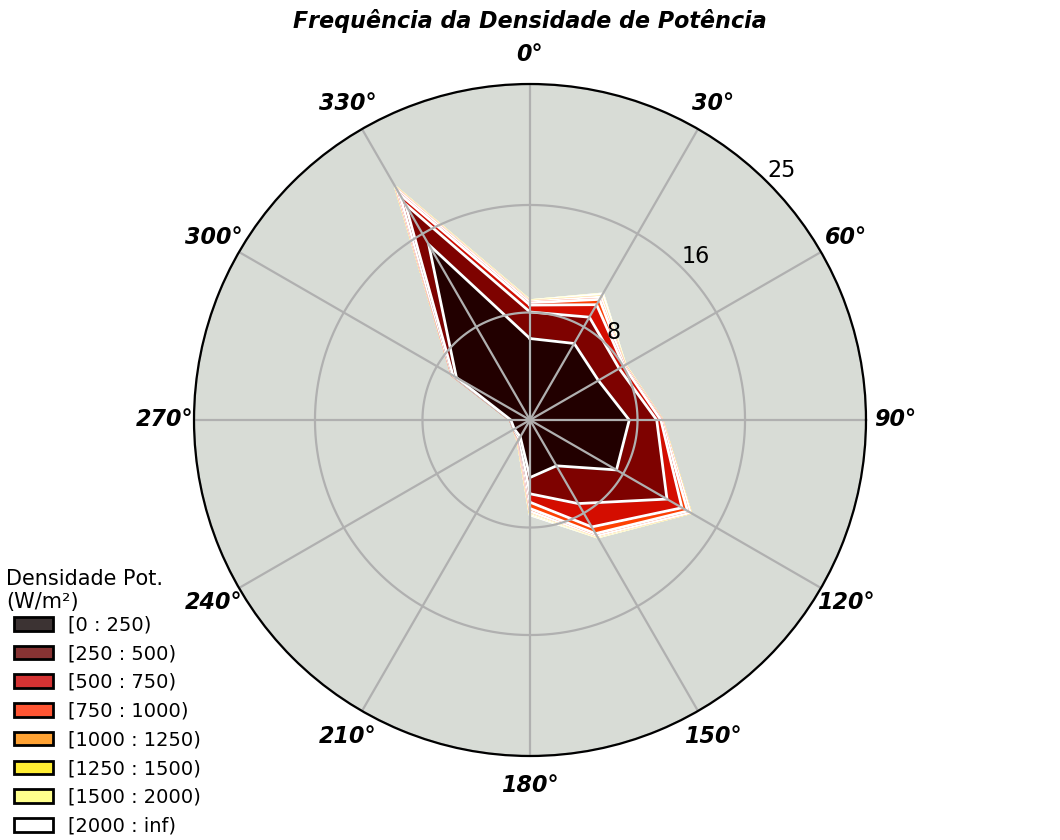 Frequência da Densidade de Potência
0°
330°
30°
25
300°
60°
16
8
270°
90°
240°
120°
210°
150°
180°
Densidade Pot.
(W/m²)
[0 : 250)
[250 : 500)
[500 : 750)
[750 : 1000)
[1000 : 1250)
[1250 : 1500)
[1500 : 2000)
[2000 : inf)